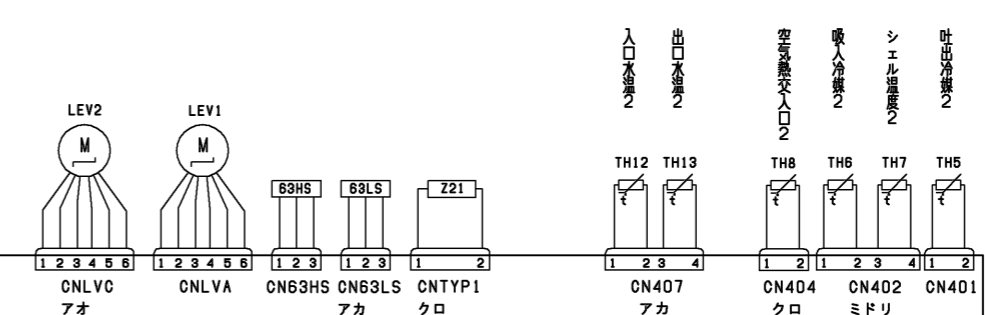 入口水温2
出口水温2
空気熱交入口2
吸入冷媒2
シェル温度2
吐出冷媒2
LEV2
LEV1
M
M
TH12
TH13
TH8
TH6
TH7
TH5
63HS
63LS
Z21
t
t
t
t
t
t
1 2 3 4 5 6
1 2 3 4 5 6
1 2 3
1 2 3
1 2
1 2 3 4
1 2
1 2 3 4
1 2
CNLVC
CNLVA
CN63HS
CN63LS
CNTYP1
CN407
CN404
CN402
CN401
アオ
アカ
クロ
アカ
クロ
ミドリ